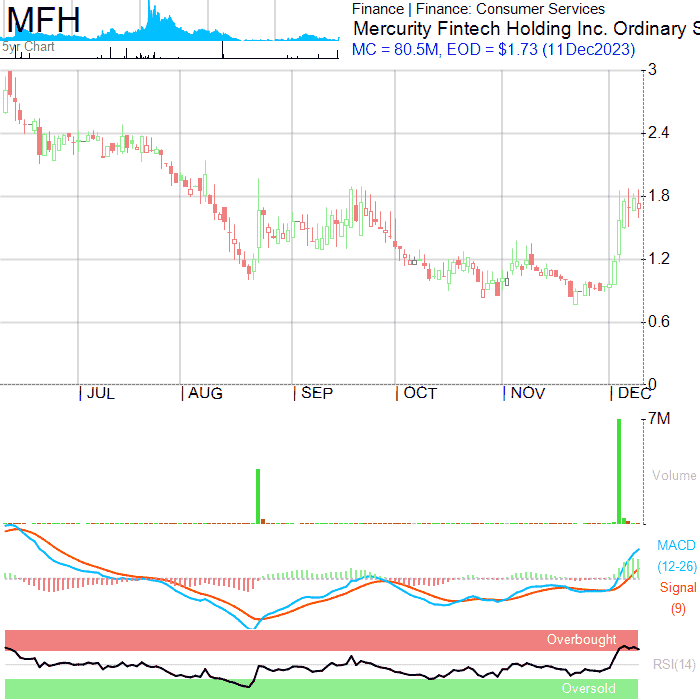 MFH
5yr Chart
Finance | Finance: Consumer Services
Mercurity Fintech Holding Inc. Ordinary S
MC = 80.5M, EOD = $1.73 (11Dec2023)
3
2.4
1.8
1.2
0.6
0
JUL AUG SEP OCT NOV DEC
7M
Volume
MACD
(12-26)
Signal
(9)
Overbought
RSI(14)
Oversold